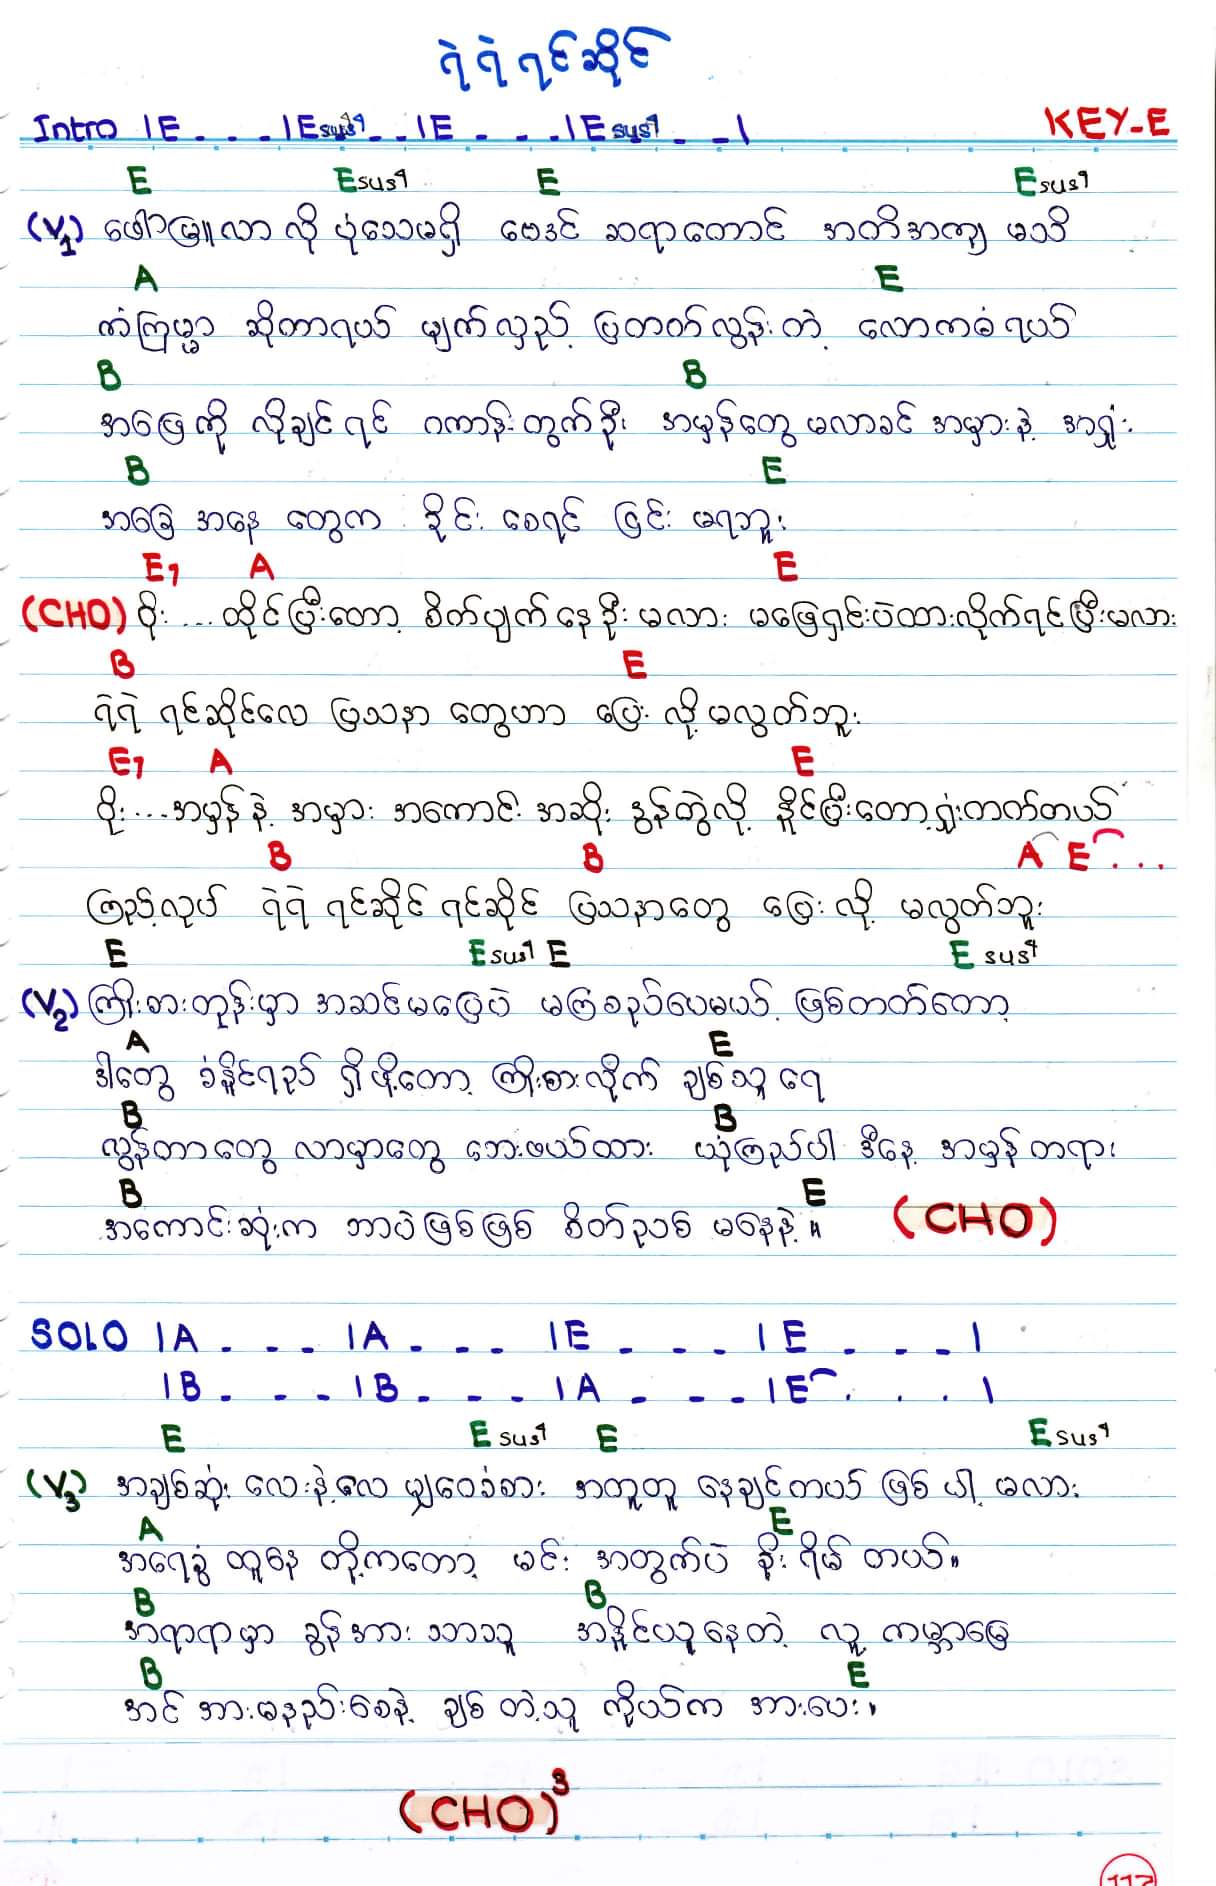 ရဲရဲရင်ဆိုင်
Intro |E - - - |Esus4 - - |E - - - |Esus4 - - |
KEY-E
E Esus4 E Esus4
(V1) ဖေါ်မြူလာ လို ပုံသေမရှိ ဗေဒင် ဆရာတောင် အတိအကျ မသိ
A E
ကံကြမ္မာ ဆိုတာရယ် မျက်လှည့် ပြတတ်လွန်းတဲ့ လောကဓံရယ်
B B
အဖြေကို လိုချင်ရင် ဂဏန်းတွက်ဦး အမှန်တွေ မလာခင် အမှားနဲ့ အရှုံး
B E
အခြေ အနေ တွေက ခိုင်း စေရင် ငြင်း မရဘူး
E7 A E
(CHO) ဝိုး ... ထိုင်ပြီးတော့ စိတ်ပျက်နေဦးမလား မဖြေရှင်းပဲထားလိုက်ရင်ပြီးမလား
B E
ရဲရဲ ရင်ဆိုင်လေ ပြဿနာ တွေဟာ ပြေး လို့ မလွတ်ဘူး
E7 A E
ဝိုး ... အမှန် နဲ့ အမှား အကောင်း အဆိုး ဒွန်တွဲလို့ နိုင်ပြီးတော့ရှုံးတက်တယ်
B B A E ...
ကြည့်လုပ် ရဲရဲ ရင်ဆိုင် ရင်ဆိုင် ပြဿနာတွေ ပြေး လို့ မလွတ်ဘူး
E Esus4 E Esus4
(V2) ကြိုးစားတုန်းမှာ အဆင်မပြေပဲ မကြံစည်ပေမယ့် ဖြစ်တတ်တော့
A E
ဒါတွေ ခံနိုင်ရည် ရှိဖို့တော့ ကြိုးစားလိုက် ချစ်သူ ရေ
B B
လွန်တာတွေ လာမှာတွေ ဘေးဖယ်ထား ယုံကြည်ပါ ဒီနေ့ အမှန်တရား
B E
အကောင်းဆုံးက ဘာပဲဖြစ်ဖြစ် စိတ်ညစ် မနေနဲ့။ (CHO)
SOLO |A - - - |A - - - |E - - - |E - - - |
|B - - - |B - - - |A - - - |E . . . |
E Esus4 E Esus4
(V3) အချစ်ဆုံး လေးနဲ့လေ မျှဝေခံစား အတူတူ နေချင်တယ် ဖြစ်ပါ့ မလား
A E
အရေခွံ ထူနေ တို့ကတော့ မင်း အတွက်ပဲ စိုး ရိမ် တယ်။
B B
အရာရာမှာ ခွန်အား သာသူ အနိုင်ယူနေတဲ့ လူ့ ကမ္ဘာမြေ
B E
အင် အားမနည်းစေနဲ့ ချစ် တဲ့သူ ကိုယ်က အားပေး။
(CHO)3
117